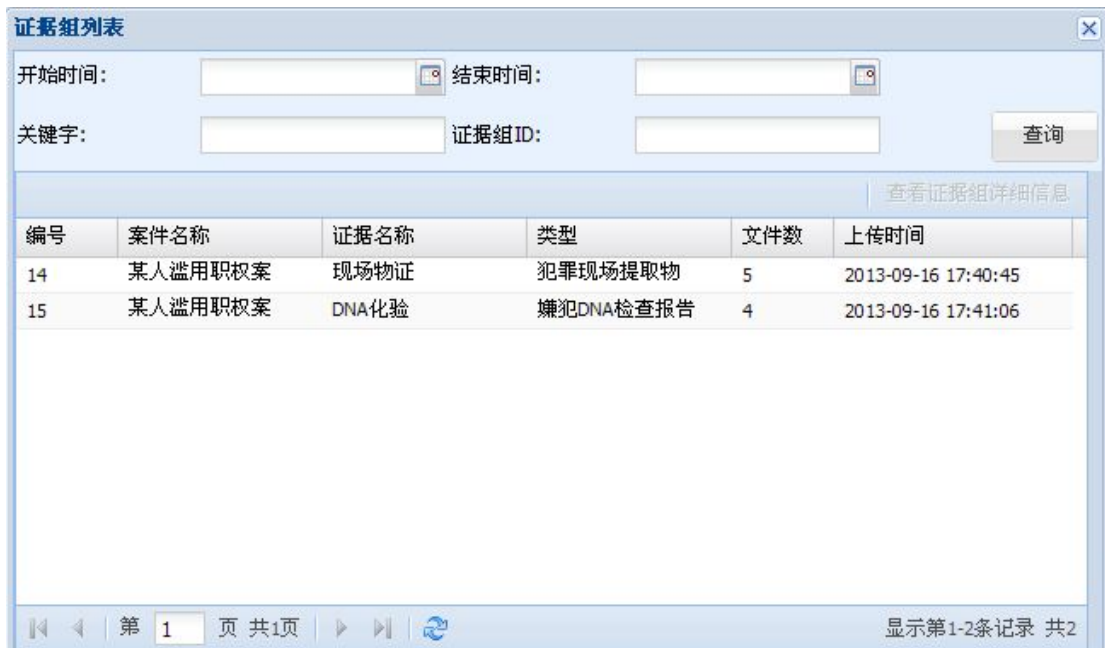 证据组列表
开始时间: 结束时间:
关键字: 证据组ID: 查询
查看证据组详细信息
编号 案件名称 证据名称 类型 文件数 上传时间
14 某人滥用职权案 现场物证 犯罪现场提取物 5 2013-09-16 17:40:45
15 某人滥用职权案 DNA化验 嫌犯DNA检查报告 4 2013-09-16 17:41:06
第 1 页 共1页 显示第1-2条记录 共2